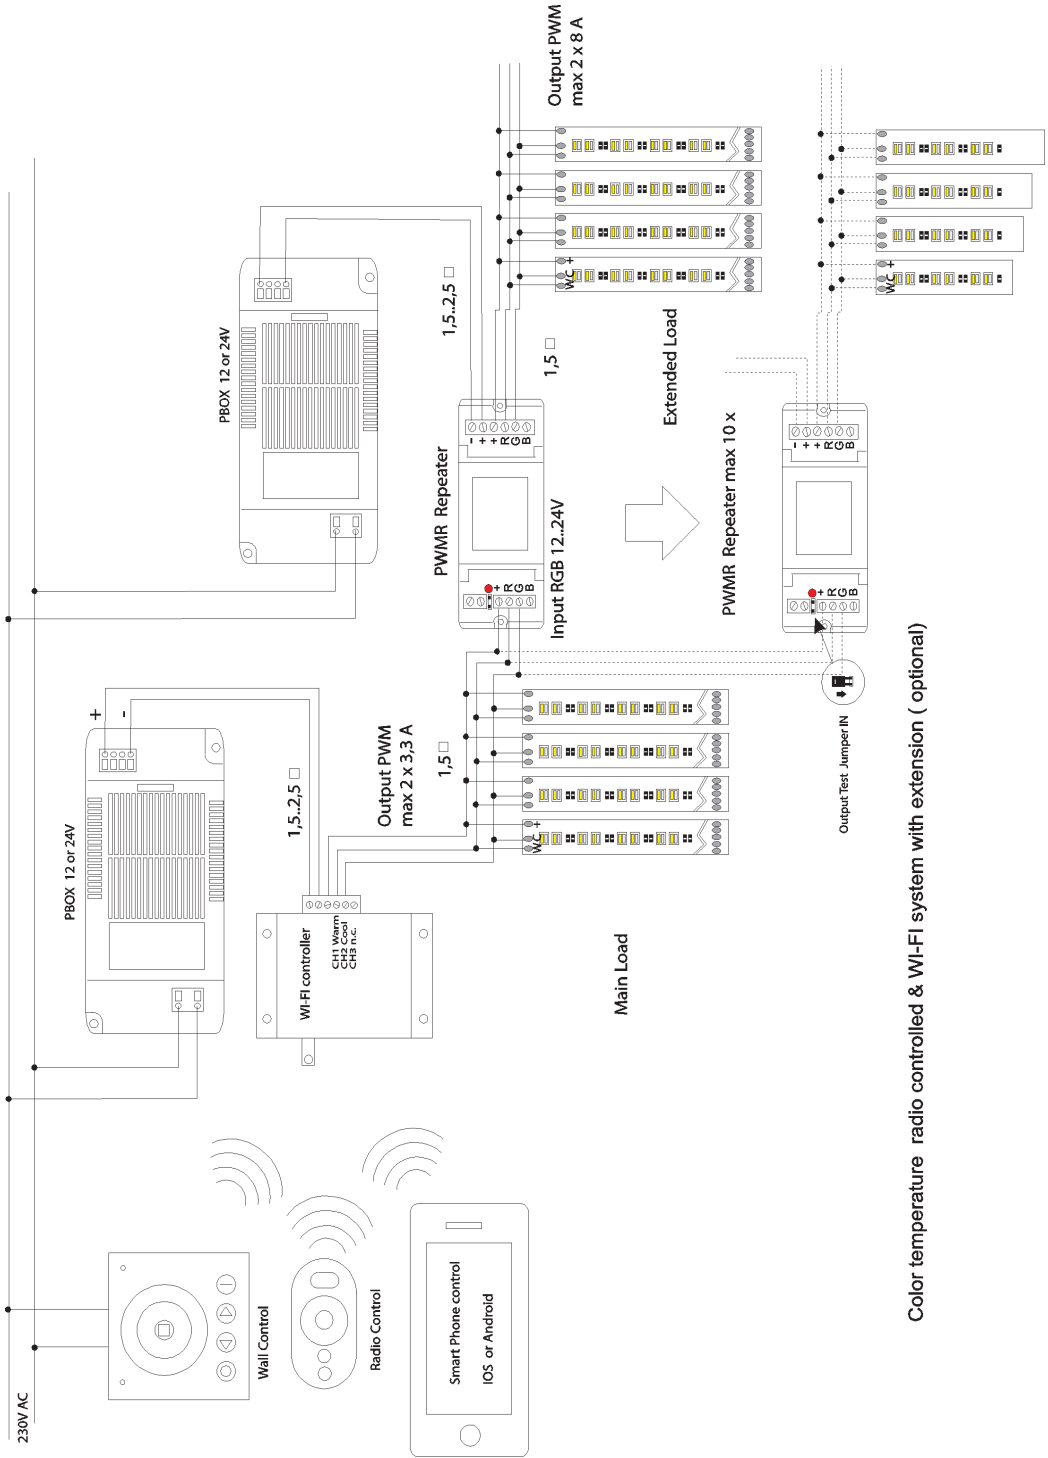 230V AC
Wall Control
Radio Control
Smart Phone control
IOS or Android
PBOX 12 or 24V
+
-
1,5..2,5 □
WI-FI controller
CH1 Warm
CH2 Cool
CH3 n.c.
Output PWM
max 2 x 3,3 A
1,5 □
WC +
Main Load
PBOX 12 or 24V
1,5..2,5 □
PWMR Repeater
+ R G B
- + + R G B
Input RGB 12..24V
1,5 □
Output PWM
max 2 x 8 A
WC +
Extended Load
PWMR Repeater max 10 x
+ R G B
- + + R G B
WC +
Output Test Jumper IN
Color temperature radio controlled & WI-FI system with extension ( optional)